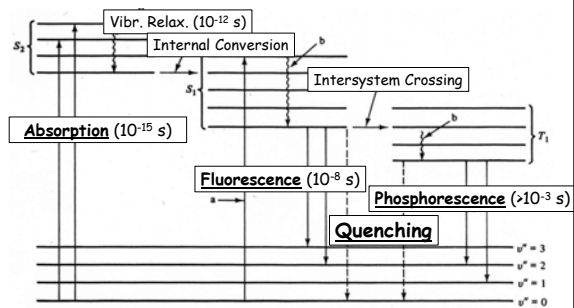 Vibr. Relax. (10-12 s)
Internal Conversion
b
S2
S1
Intersystem Crossing
b
T1
Absorption (10-15 s)
Fluorescence (10-8 s)
a
Phosphorescence (>10-3 s)
Quenching
υ" = 3
υ" = 2
υ" = 1
υ" = 0